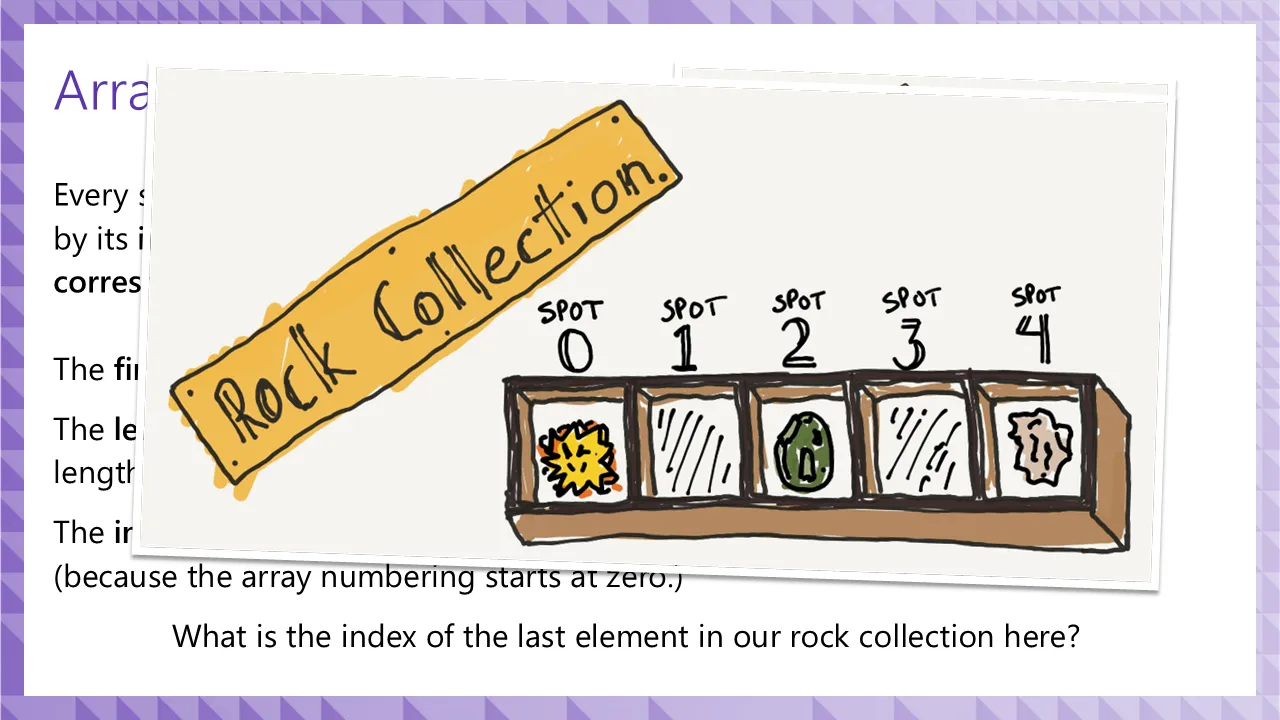 Arra
Every s
by its i
corres
The fir
The le
length
The in
(because the array numbering starts at zero.)
What is the index of the last element in our rock collection here?
Rock Collection
SPOT SPOT SPOT SPOT SPOT
0 1 2 3 4